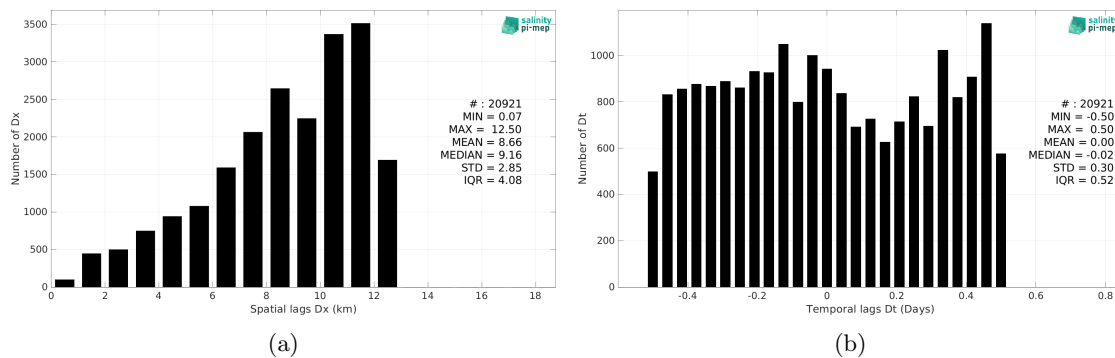 3500
3000
2500
2000
1500
1000
500
0
Number of Dx
0 2 4 6 8 10 12 14 16 18
Spatial lags Dx (km)
salinity
pi-mep
# : 20921
MIN = 0.07
MAX = 12.50
MEAN = 8.66
MEDIAN = 9.16
STD = 2.85
IQR = 4.08
(a)
1000
800
600
400
200
0
Number of Dt
-0.4 -0.2 0 0.2 0.4 0.6 0.8
Temporal lags Dt (Days)
salinity
pi-mep
# : 20921
MIN = -0.50
MAX = 0.50
MEAN = 0.00
MEDIAN = -0.02
STD = 0.30
IQR = 0.52
(b)